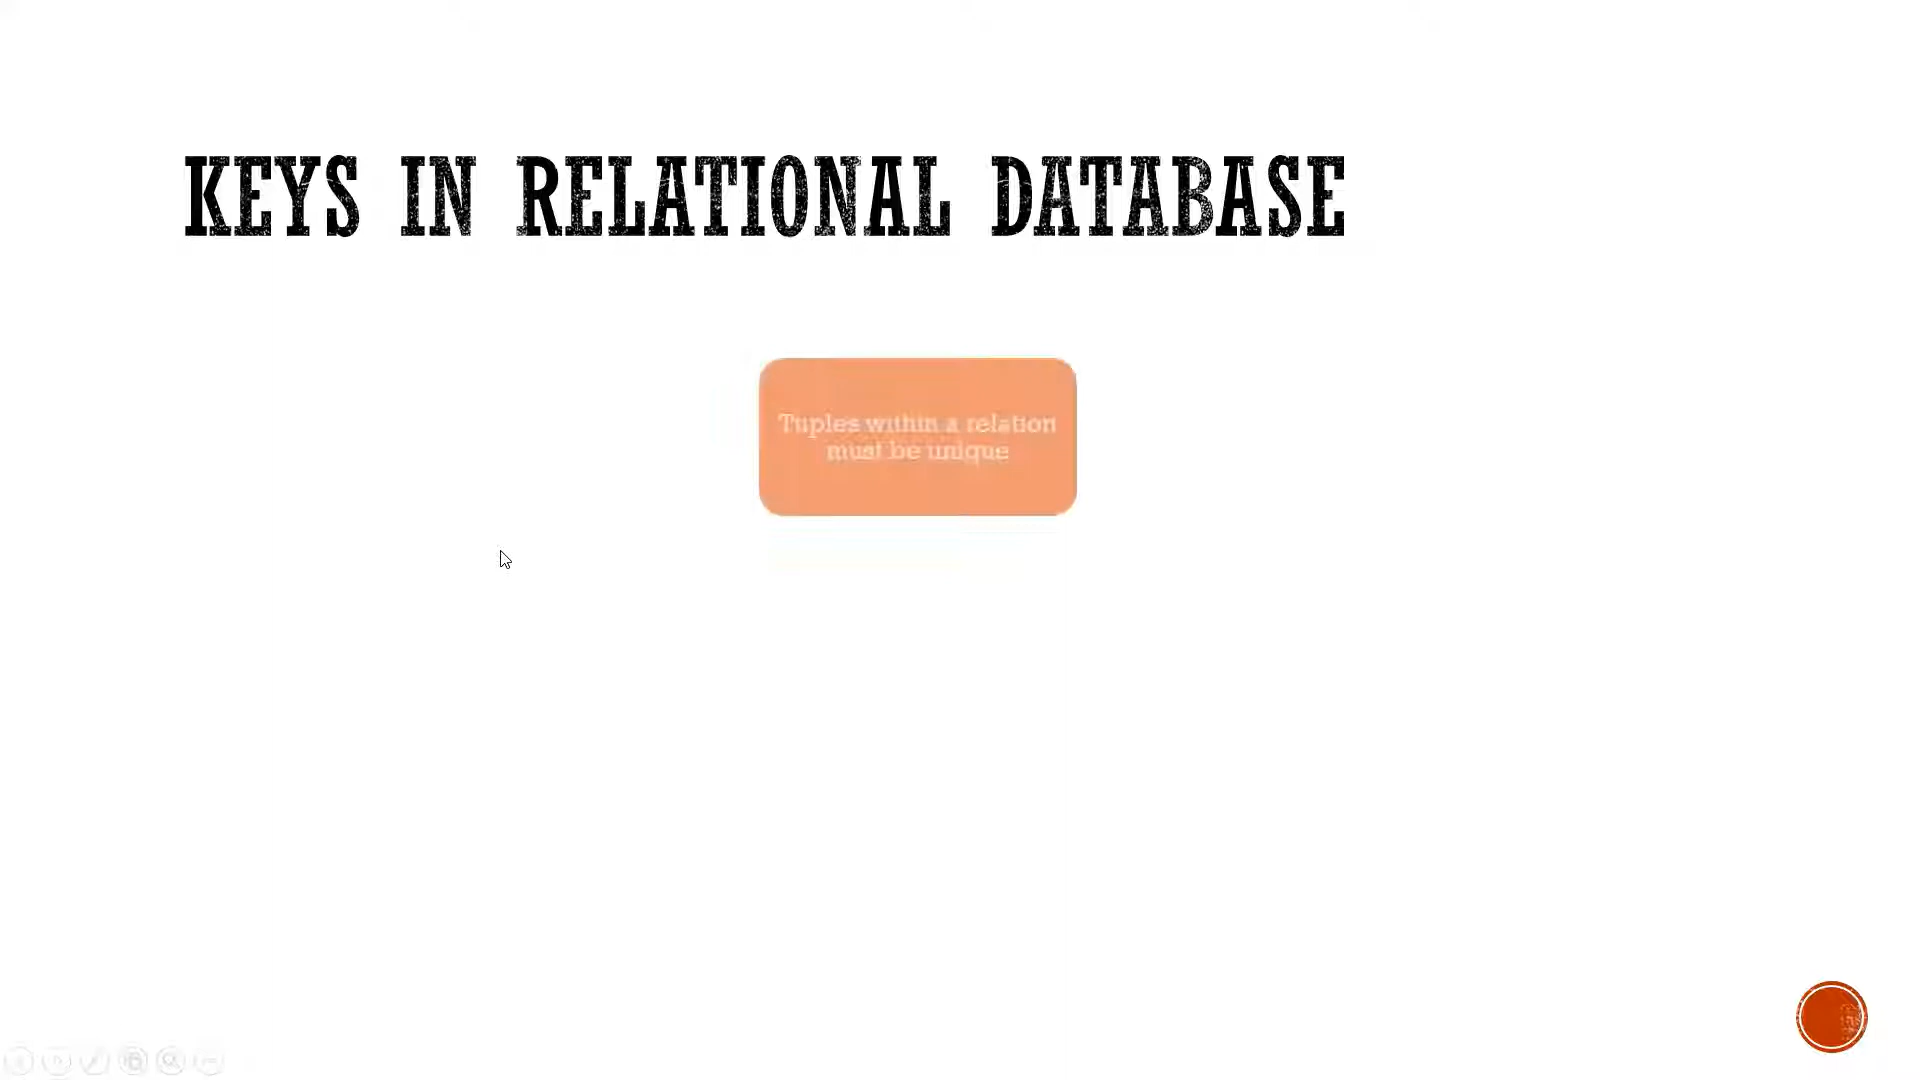 KEYS IN RELATIONAL DATABASE
Tuples within a relation
must be unique